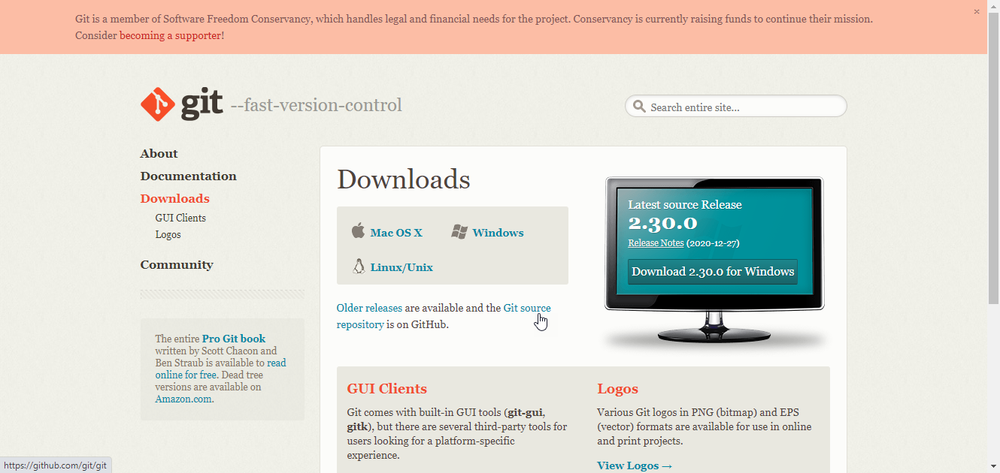 Git is a member of Software Freedom Conservancy, which handles legal and financial needs for the project. Conservancy is currently raising funds to continue their mission.
Consider becoming a supporter!
×
git --fast-version-control
Search entire site...
About
Documentation
Downloads
GUI Clients
Logos
Community
The entire Pro Git book
written by Scott Chacon and
Ben Straub is available to read
online for free. Dead tree
versions are available on
Amazon.com.
Downloads
Mac OS X
Windows
Linux/Unix
Older releases are available and the Git source
repository is on GitHub.
Latest source Release
2.30.0
Release Notes (2020-12-27)
Download 2.30.0 for Windows
GUI Clients
Git comes with built-in GUI tools (git-gui,
gitk), but there are several third-party tools for
users looking for a platform-specific
experience.
Logos
Various Git logos in PNG (bitmap) and EPS
(vector) formats are available for use in online
and print projects.
View Logos →
https://github.com/git/git